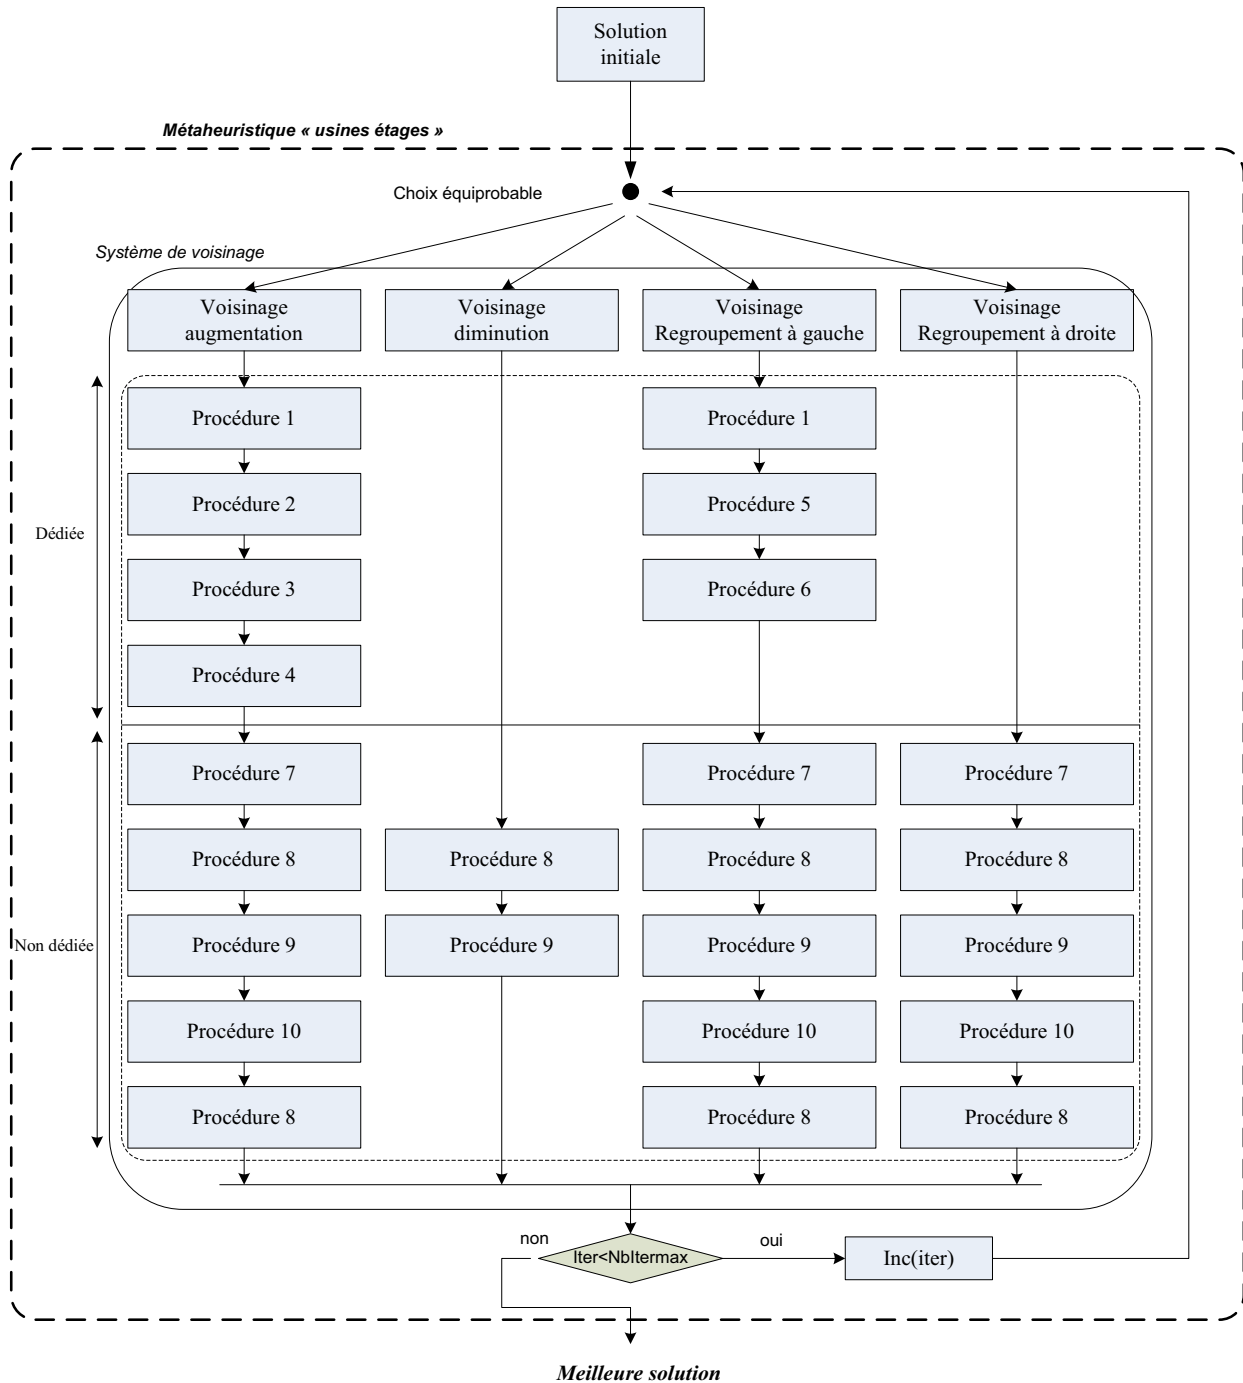 Solution
initiale
Métaheuristique « usines étages »
Choix équiprobable
Système de voisinage
Voisinage
augmentation
Voisinage
diminution
Voisinage
Regroupement à gauche
Voisinage
Regroupement à droite
Dédiée
Procédure 1
Procédure 1
Procédure 2
Procédure 5
Procédure 3
Procédure 6
Procédure 4
Non dédiée
Procédure 7
Procédure 7
Procédure 7
Procédure 8
Procédure 8
Procédure 8
Procédure 8
Procédure 9
Procédure 9
Procédure 9
Procédure 9
Procédure 10
Procédure 10
Procédure 10
Procédure 8
Procédure 8
Procédure 8
non
Iter<NbItermax
oui
Inc(iter)
Meilleure solution